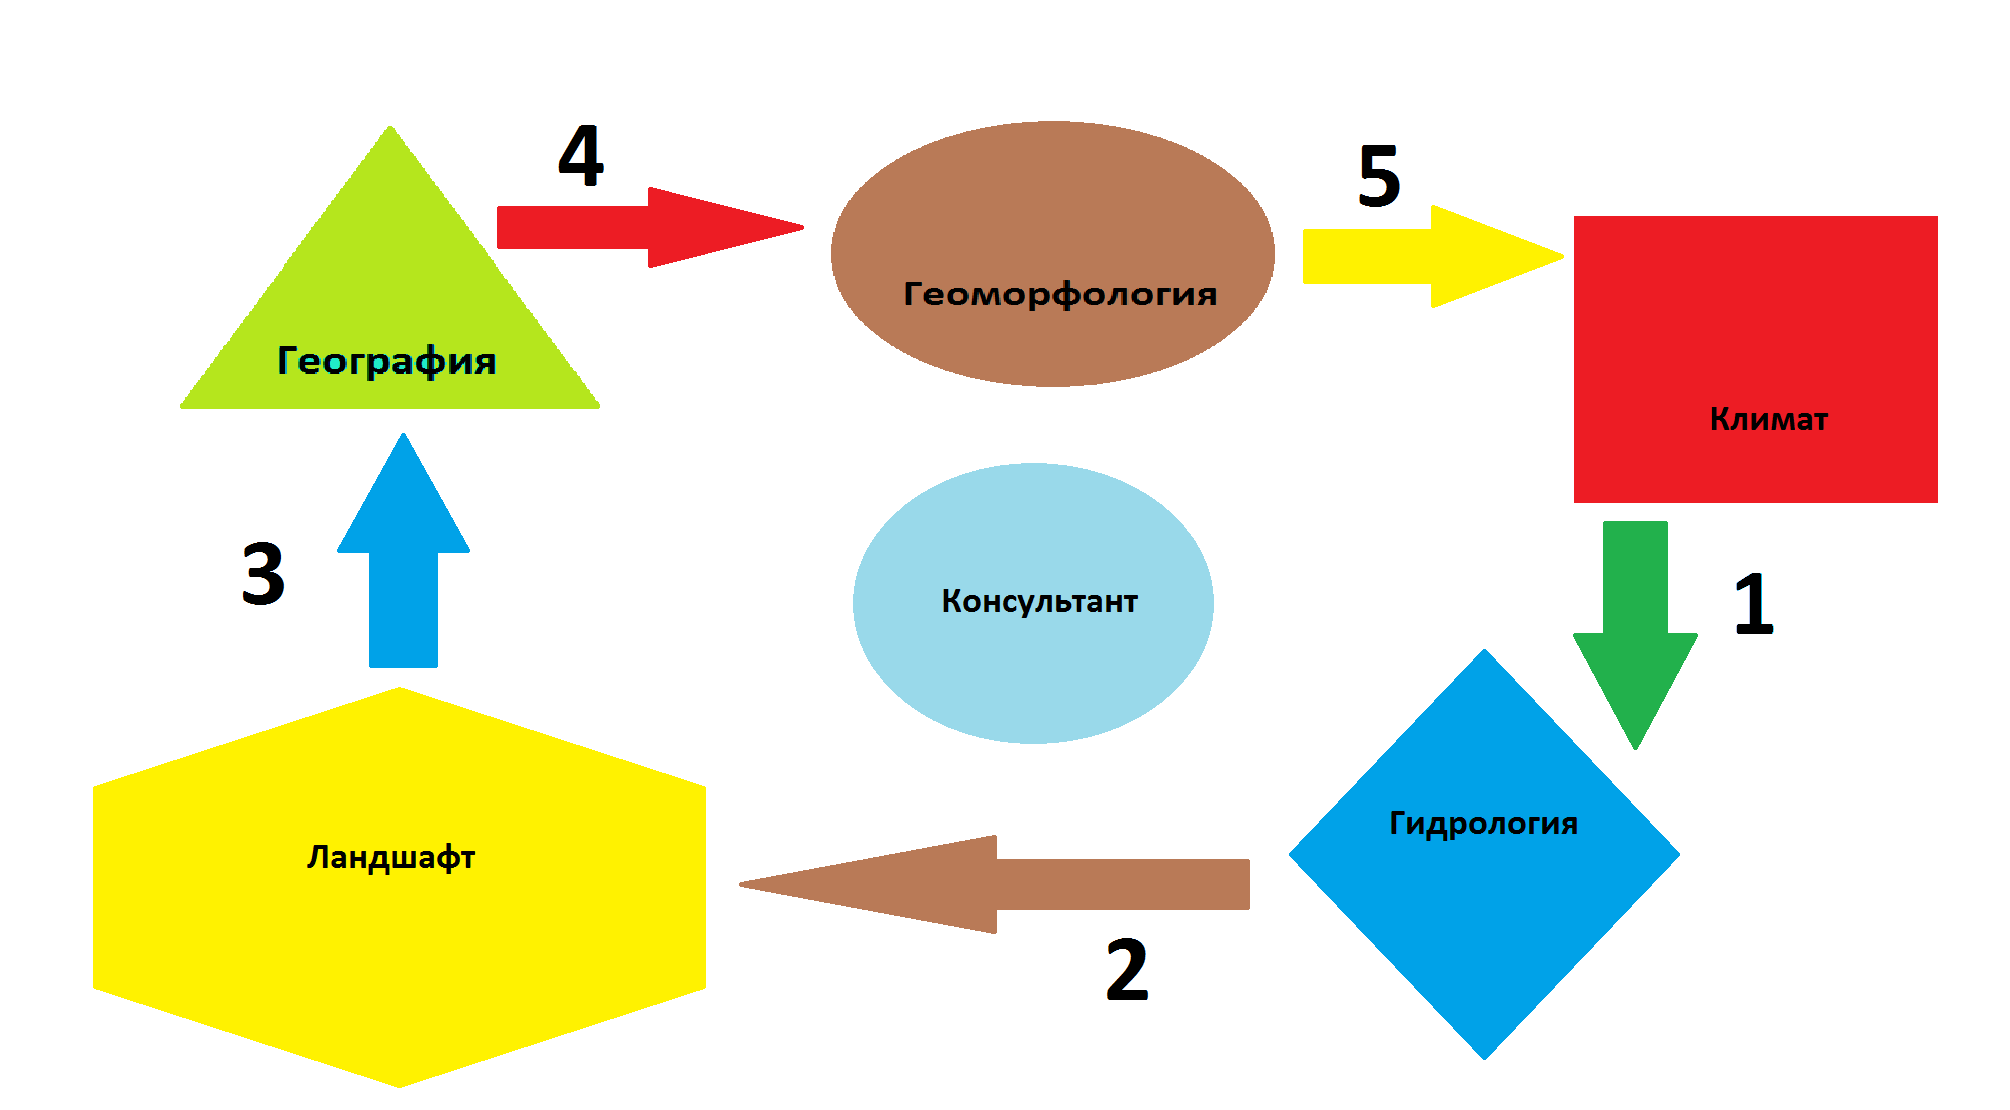 4
5
География
Геоморфология
Климат
3
Консультант
1
Гидрология
Ландшафт
2